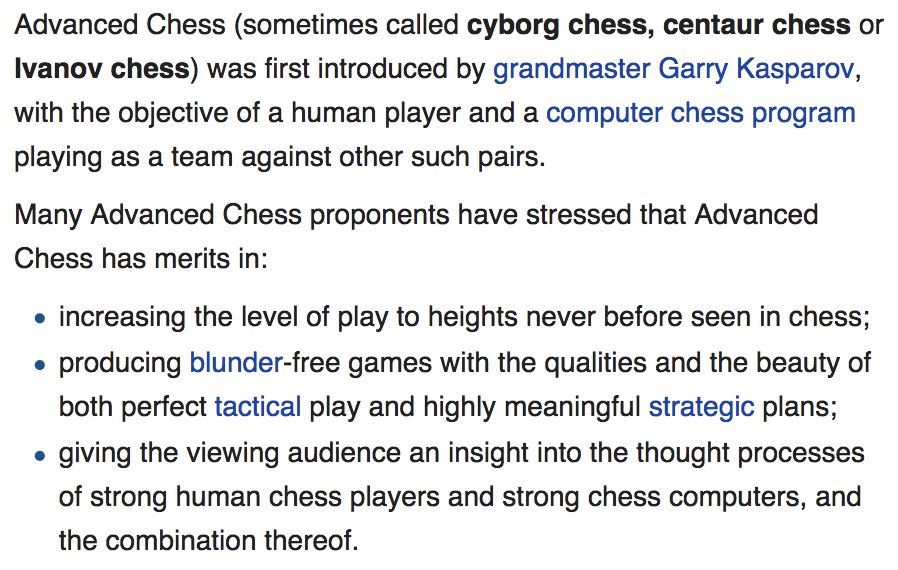 Advanced Chess (sometimes called cyborg chess, centaur chess or
Ivanov chess) was first introduced by grandmaster Garry Kasparov,
with the objective of a human player and a computer chess program
playing as a team against other such pairs.
Many Advanced Chess proponents have stressed that Advanced
Chess has merits in:
• increasing the level of play to heights never before seen in chess;
• producing blunder-free games with the qualities and the beauty of
both perfect tactical play and highly meaningful strategic plans;
• giving the viewing audience an insight into the thought processes
of strong human chess players and strong chess computers, and
the combination thereof.